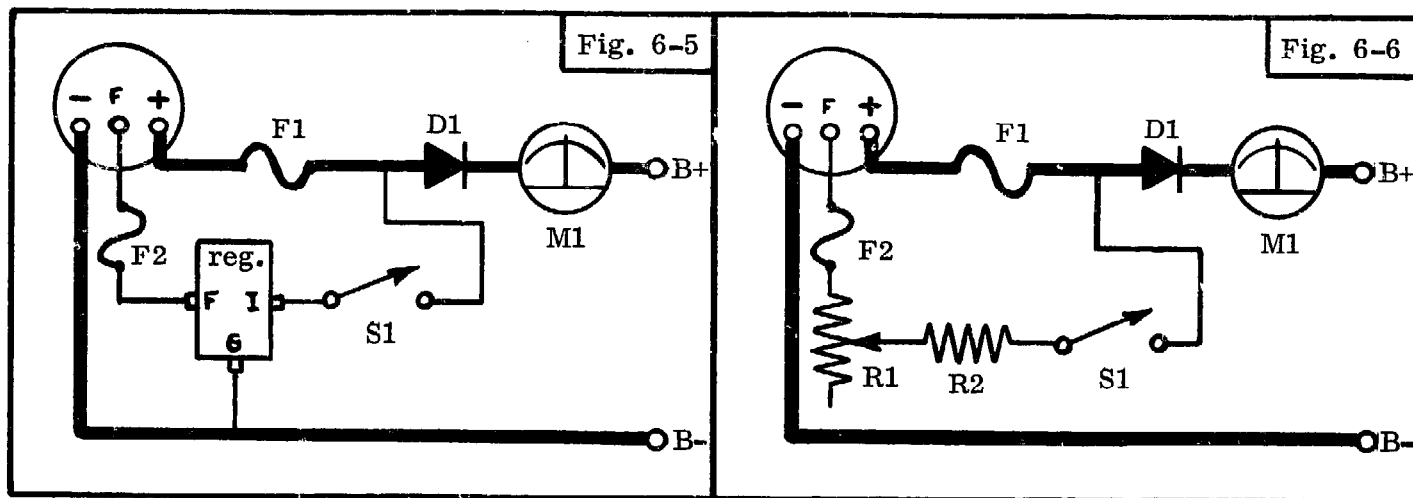 Fig. 6-5
- F +
F1
D1
B+
M1
F2
reg.
F I
G
S1
B-
Fig. 6-6
- F +
F1
D1
B+
M1
F2
R1
R2
S1
B-